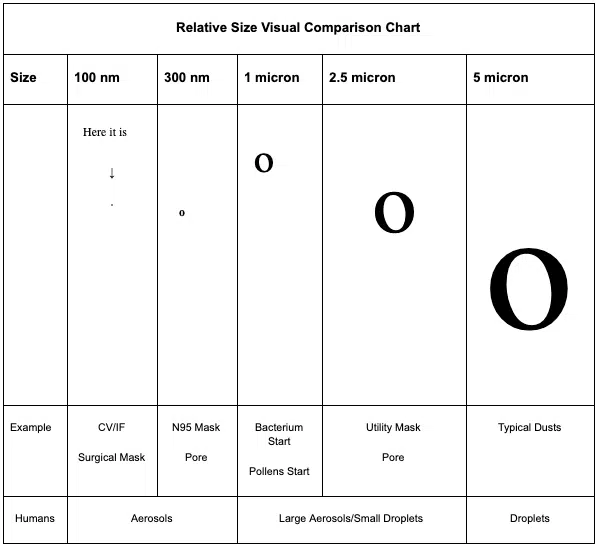 Relative Size Visual Comparison Chart
Size 100 nm 300 nm 1 micron 2.5 micron 5 micron
Here it is
↓
.
o
o
o
o
Example CV/IF N95 Mask Bacterium Utility Mask Typical Dusts
Start
Surgical Mask Pore Pore
Pollens Start
Humans Aerosols Large Aerosols/Small Droplets Droplets